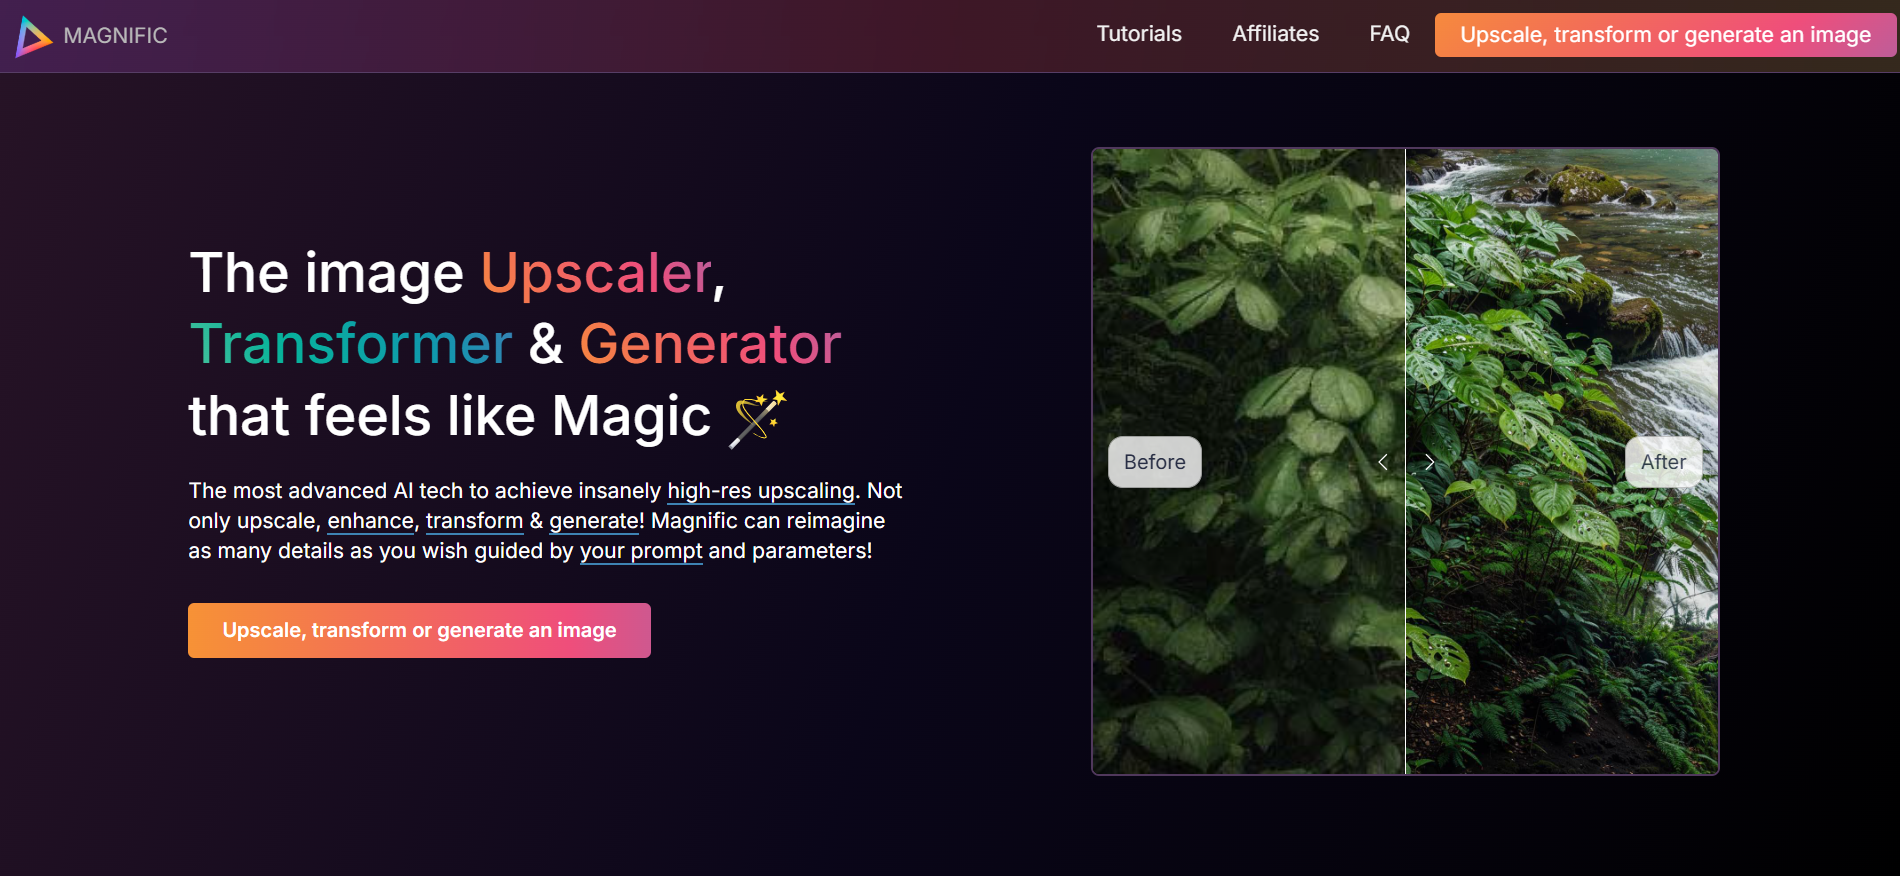 MAGNIFIC
Tutorials
Affiliates
FAQ
Upscale, transform or generate an image
The image Upscaler,
Transformer & Generator
that feels like Magic 🪄
The most advanced AI tech to achieve insanely high-res upscaling. Not
only upscale, enhance, transform & generate! Magnific can reimagine
as many details as you wish guided by your prompt and parameters!
Upscale, transform or generate an image
Before
After